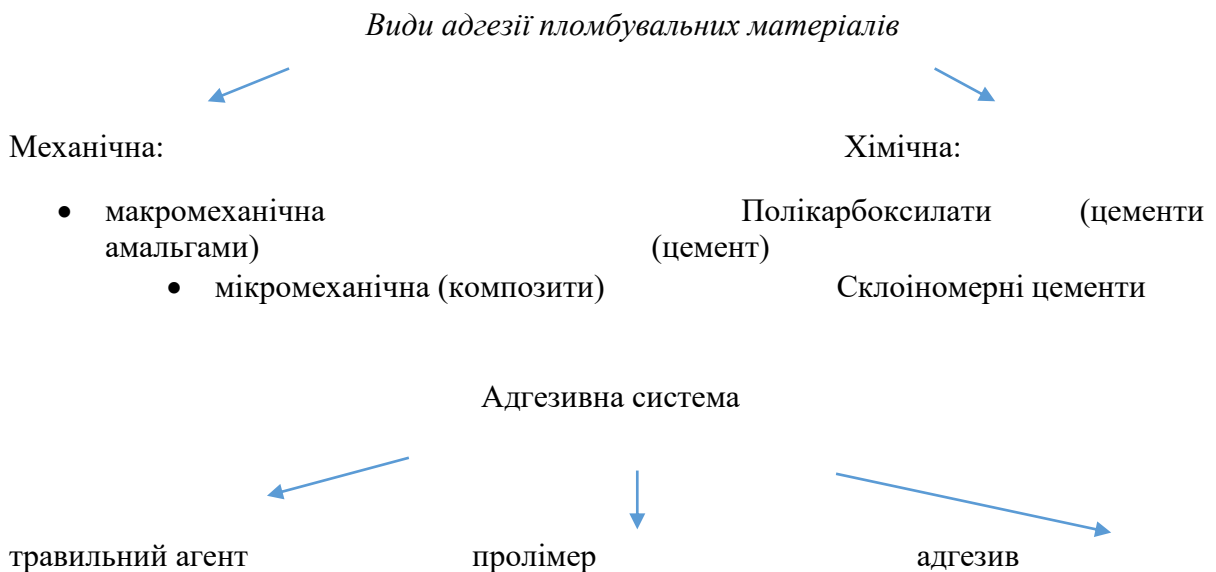 Види адгезії пломбувальних матеріалів
Механічна: Хімічна:
• макромеханічна Полікарбоксилати (цементи
амальгами) (цемент)
• мікромеханічна (композити) Склоіномерні цементи
Адгезивна система
травильний агент пролімер адгезив